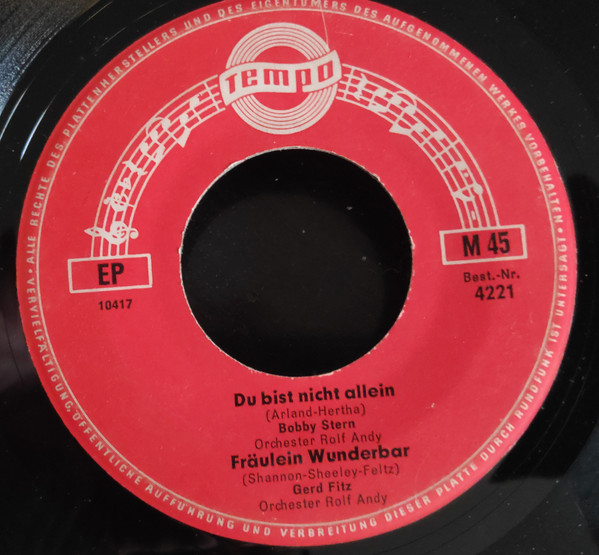 • ALLE RECHTE DES PLATTENHERSTELLERS UND DES EIGENTÜMERS DES AUFGENOMMENEN WERKES VORBEHALTEN •
VERVIELFÄLTIGUNG, ÖFFENTLICHE AUFFÜHRUNG UND VERBREITUNG DIESER PLATTE DURCH RUNDFUNK IST UNTERSAGT
Tempo
EP
10417
M 45
Best.-Nr.
4221
Du bist nicht allein
(Arland-Hertha)
Bobby Stern
Orchester Rolf Andy
Fräulein Wunderbar
(Shannon-Sheeley-Feltz)
Gerd Fitz
Orchester Rolf Andy